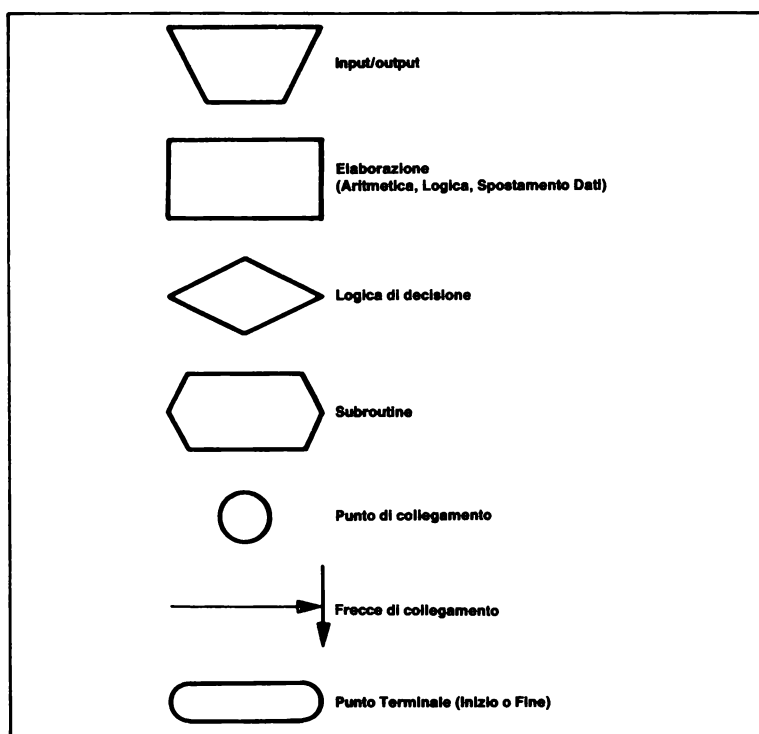 Input/output
Elaborazione
(Aritmetica, Logica, Spostamento Dati)
Logica di decisione
Subroutine
Punto di collegamento
Frecce di collegamento
Punto Terminale (Inizio o Fine)